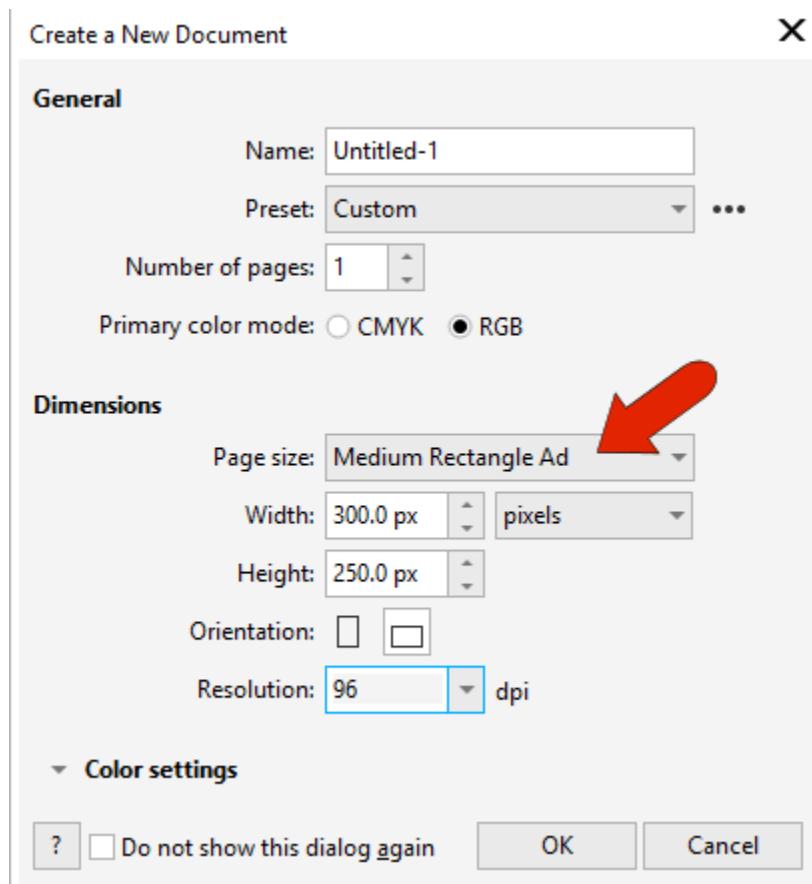 Create a New Document
General
Name: Untitled-1
Preset: Custom
Number of pages: 1
Primary color mode: CMYK RGB
Dimensions
Page size: Medium Rectangle Ad
Width: 300.0 px pixels
Height: 250.0 px
Orientation:
Resolution: 96 dpi
Color settings
? Do not show this dialog again OK Cancel